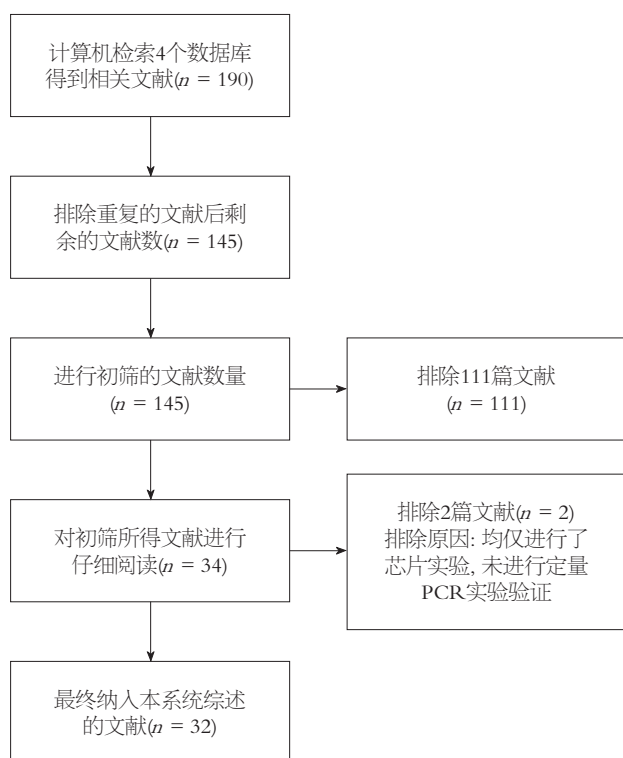 计算机检索4个数据库
得到相关文献(n = 190)
排除重复的文献后剩
余的文献数(n = 145)
进行初筛的文献数量
(n = 145)
排除111篇文献
(n = 111)
对初筛所得文献进行
仔细阅读(n = 34)
排除2篇文献(n = 2)
排除原因: 均仅进行了
芯片实验, 未进行定量
PCR实验验证
最终纳入本系统综述
的文献(n = 32)